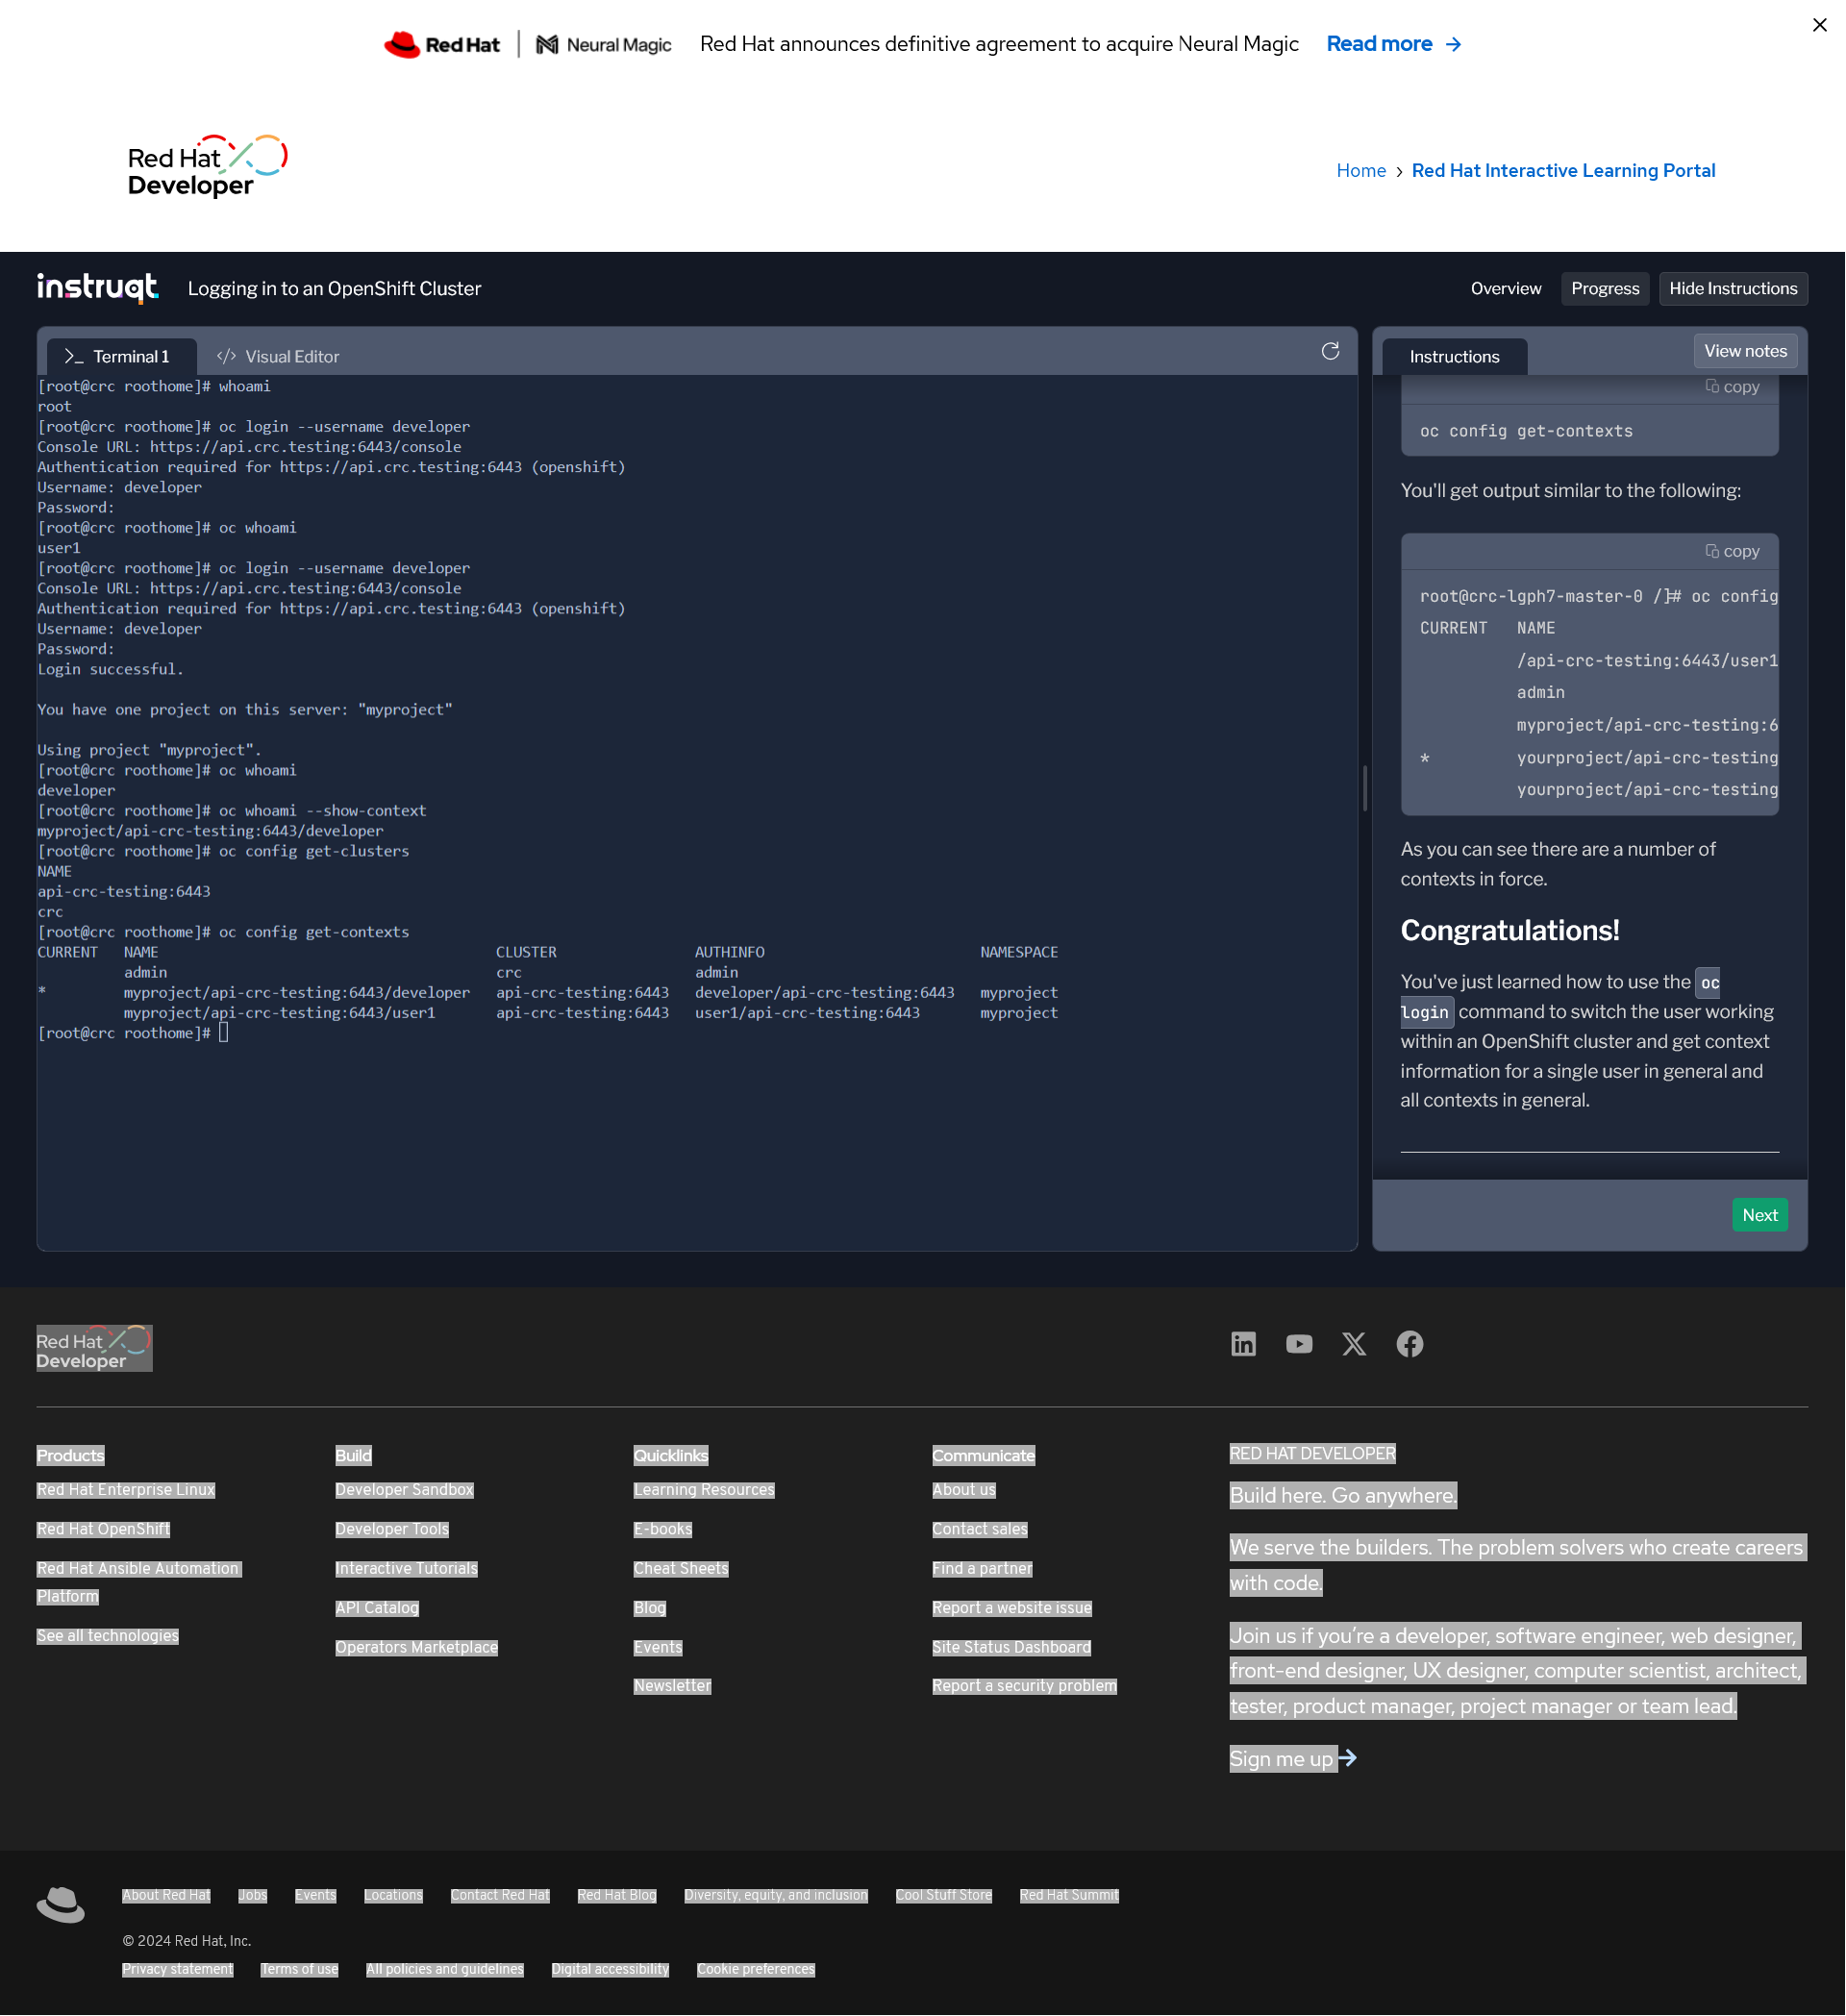 Red Hat | Neural Magic Red Hat announces definitive agreement to acquire Neural Magic Read more
Red Hat
Developer
Home › Red Hat Interactive Learning Portal
instruqt Logging in to an OpenShift Cluster Overview Progress Hide Instructions
Terminal 1 Visual Editor
[root@crc roothome]# whoami
root
[root@crc roothome]# oc login --username developer
Console URL: https://api.crc.testing:6443/console
Authentication required for https://api.crc.testing:6443 (openshift)
Username: developer
Password:
[root@crc roothome]# oc whoami
user1
[root@crc roothome]# oc login --username developer
Console URL: https://api.crc.testing:6443/console
Authentication required for https://api.crc.testing:6443 (openshift)
Username: developer
Password:
Login successful.
You have one project on this server: "myproject"
Using project "myproject".
[root@crc roothome]# oc whoami
developer
[root@crc roothome]# oc whoami --show-context
myproject/api-crc-testing:6443/developer
[root@crc roothome]# oc config get-clusters
NAME
api-crc-testing:6443
crc
[root@crc roothome]# oc config get-contexts
CURRENT NAME CLUSTER AUTHINFO NAMESPACE
admin crc admin
* myproject/api-crc-testing:6443/developer api-crc-testing:6443 developer/api-crc-testing:6443 myproject
myproject/api-crc-testing:6443/user1 api-crc-testing:6443 user1/api-crc-testing:6443 myproject
[root@crc roothome]#
Instructions View notes
copy
oc config get-contexts
You'll get output similar to the following:
copy
root@crc-lgph7-master-0 /]# oc config
CURRENT NAME
/api-crc-testing:6443/user1
admin
myproject/api-crc-testing:6
* yourproject/api-crc-testing
yourproject/api-crc-testing
As you can see there are a number of
contexts in force.
Congratulations!
You've just learned how to use the oc
login command to switch the user working
within an OpenShift cluster and get context
information for a single user in general and
all contexts in general.
Next
Red Hat
Developer
Products
Red Hat Enterprise Linux
Red Hat OpenShift
Red Hat Ansible Automation
Platform
See all technologies
Build
Developer Sandbox
Developer Tools
Interactive Tutorials
API Catalog
Operators Marketplace
Quicklinks
Learning Resources
E-books
Cheat Sheets
Blog
Events
Newsletter
Communicate
About us
Contact sales
Find a partner
Report a website issue
Site Status Dashboard
Report a security problem
RED HAT DEVELOPER
Build here. Go anywhere.
We serve the builders. The problem solvers who create careers
with code.
Join us if you’re a developer, software engineer, web designer,
front-end designer, UX designer, computer scientist, architect,
tester, product manager, project manager or team lead.
Sign me up
About Red Hat Jobs Events Locations Contact Red Hat Red Hat Blog Diversity, equity, and inclusion Cool Stuff Store Red Hat Summit
© 2024 Red Hat, Inc.
Privacy statement Terms of use All policies and guidelines Digital accessibility Cookie preferences